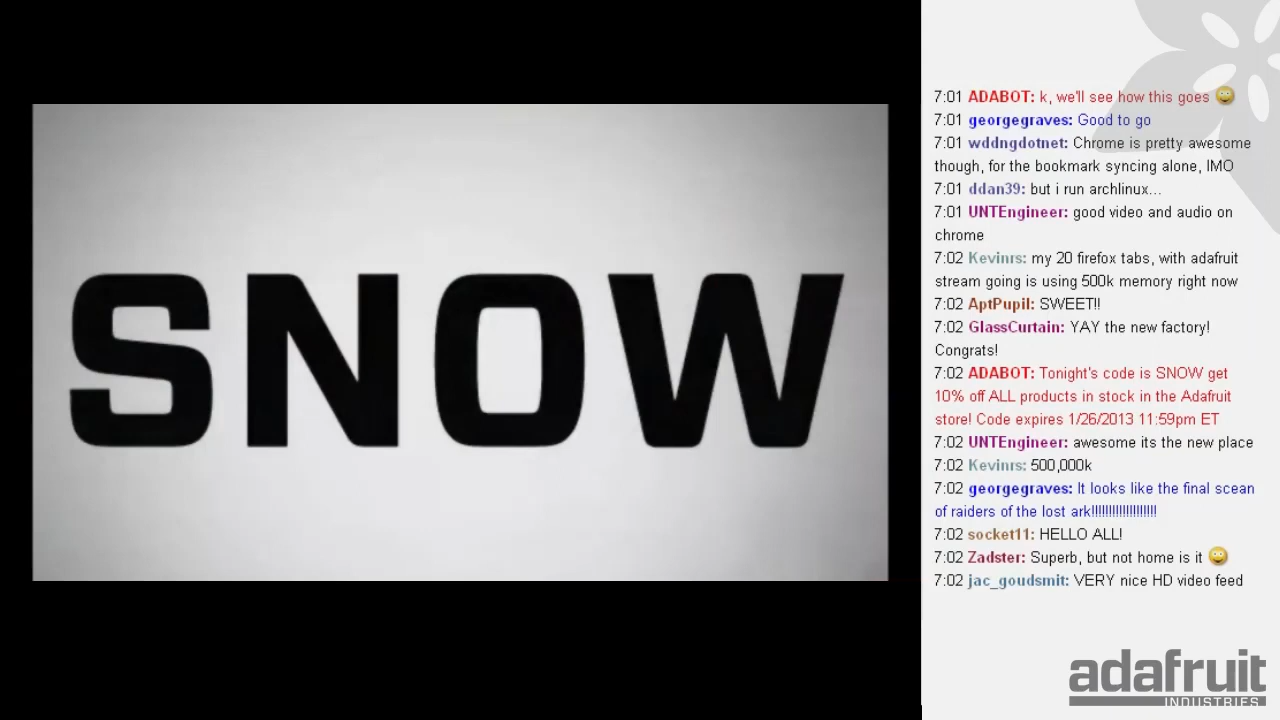 SNOW
7:01 ADABOT: k, we'll see how this goes
7:01 georgegraves: Good to go
7:01 wddngdotnet: Chrome is pretty awesome
though, for the bookmark syncing alone, IMO
7:01 ddan39: but i run archlinux...
7:01 UNTEngineer: good video and audio on
chrome
7:02 Kevinrs: my 20 firefox tabs, with adafruit
stream going is using 500k memory right now
7:02 AptPupil: SWEET!!
7:02 GlassCurtain: YAY the new factory!
Congrats!
7:02 ADABOT: Tonight's code is SNOW get
10% off ALL products in stock in the Adafruit
store! Code expires 1/26/2013 11:59pm ET
7:02 UNTEngineer: awesome its the new place
7:02 Kevinrs: 500,000k
7:02 georgegraves: It looks like the final scean
of raiders of the lost ark!!!!!!!!!!!!!!!!!!
7:02 socket11: HELLO ALL!
7:02 Zadster: Superb, but not home is it
7:02 jac_goudsmit: VERY nice HD video feed
adafruit
INDUSTRIES